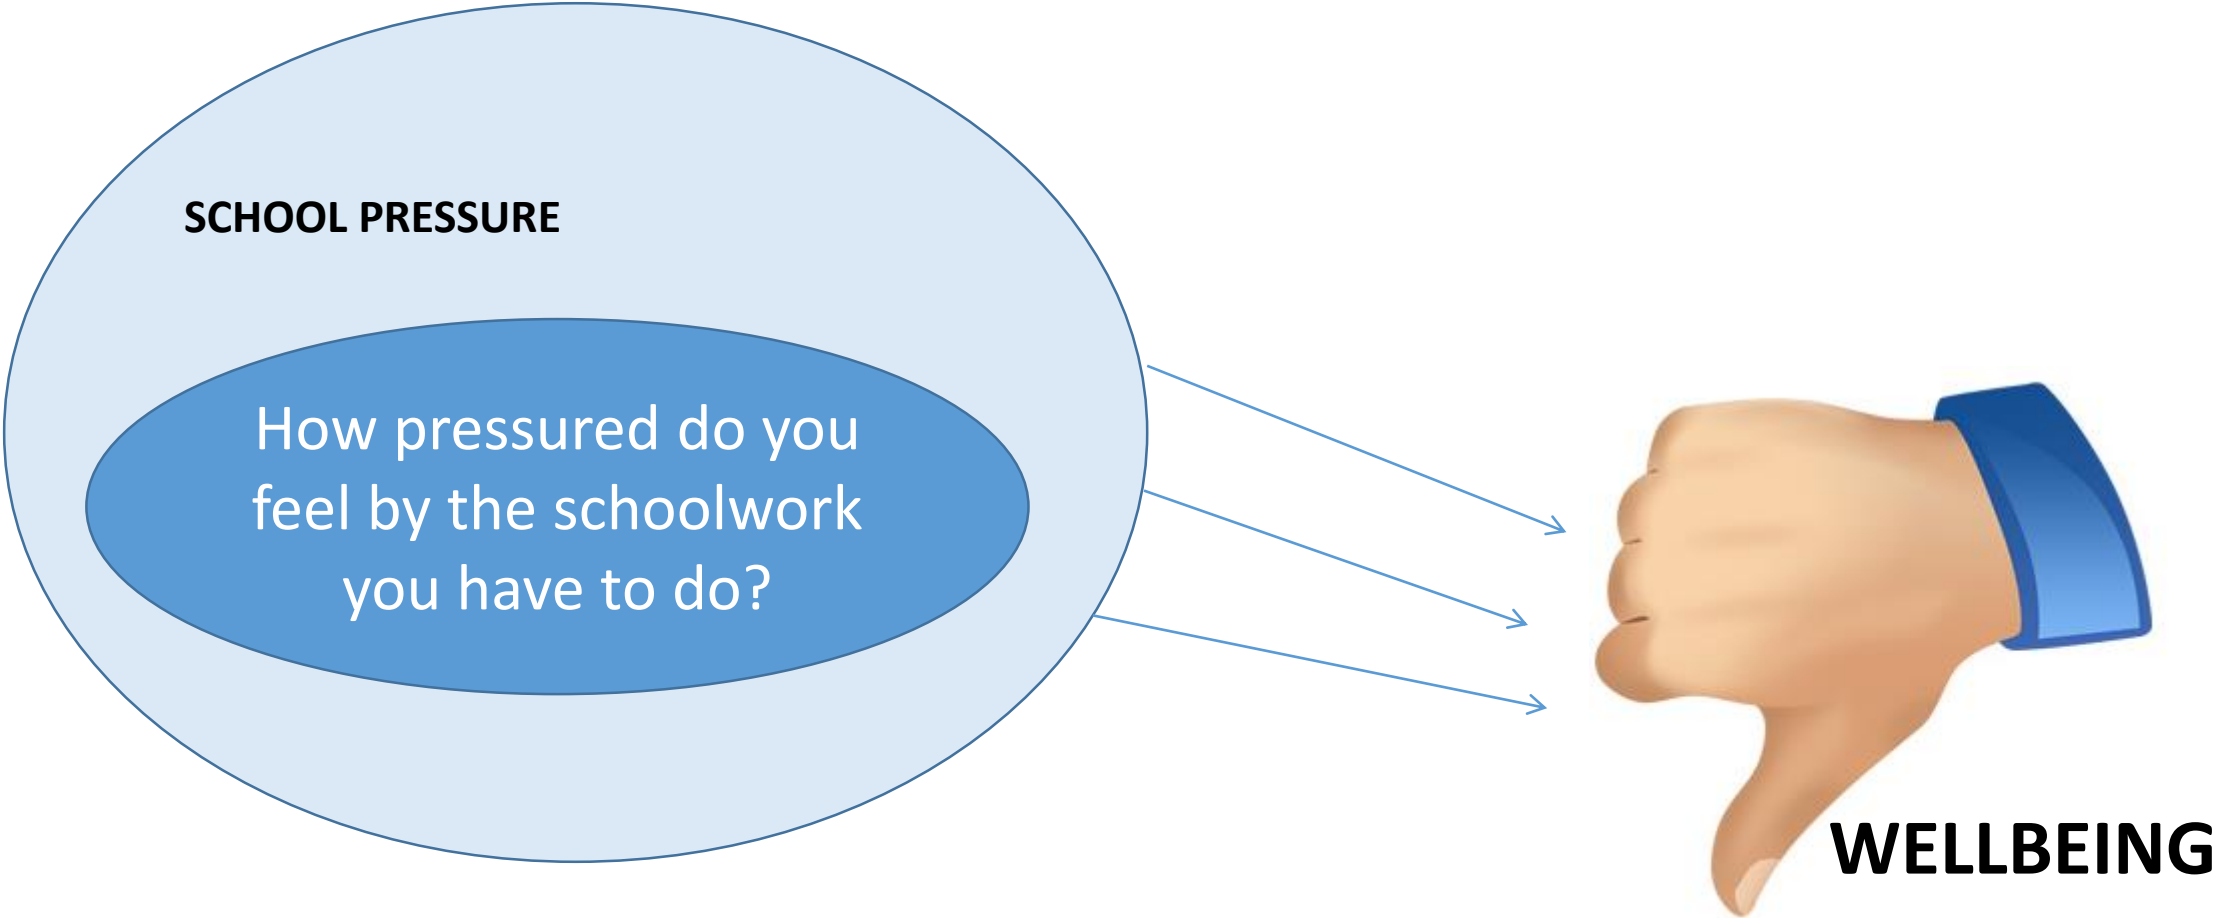 SCHOOL PRESSURE
How pressured do you
feel by the schoolwork
you have to do?
WELLBEING